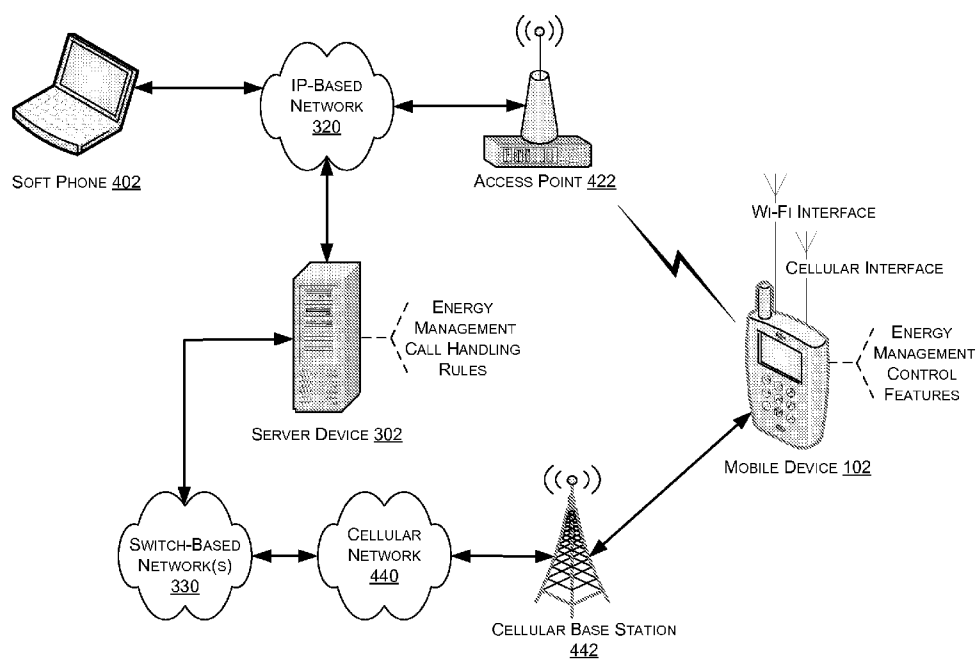 IP-BASED
NETWORK
320
SOFT PHONE 402
ACCESS POINT 422
WI-FI INTERFACE
CELLULAR INTERFACE
ENERGY
MANAGEMENT
CALL HANDLING
RULES
ENERGY
MANAGEMENT
CONTROL
FEATURES
SERVER DEVICE 302
MOBILE DEVICE 102
SWITCH-BASED
NETWORK(S)
330
CELLULAR
NETWORK
440
CELLULAR BASE STATION
442